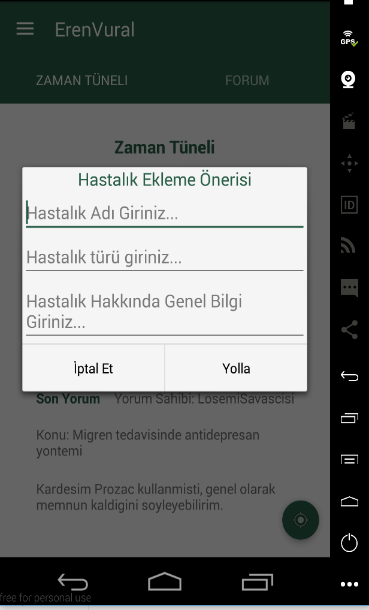 ErenVural
GPS
ZAMAN TÜNELİ
FORUM
Zaman Tüneli
Hastalık Ekleme Önerisi
Hastalık Adı Giriniz...
Hastalık türü giriniz...
Hastalık Hakkında Genel Bilgi
Giriniz...
İptal Et
Yolla
ID
Son Yorum Yorum Sahibi: LosemiSavascisi
Konu: Migren tedavisinde antidepresan
yontemi
Kardesim Prozac kullanmisti, genel olarak
memnun kaldigini soyleyebilirim.
free for personal use